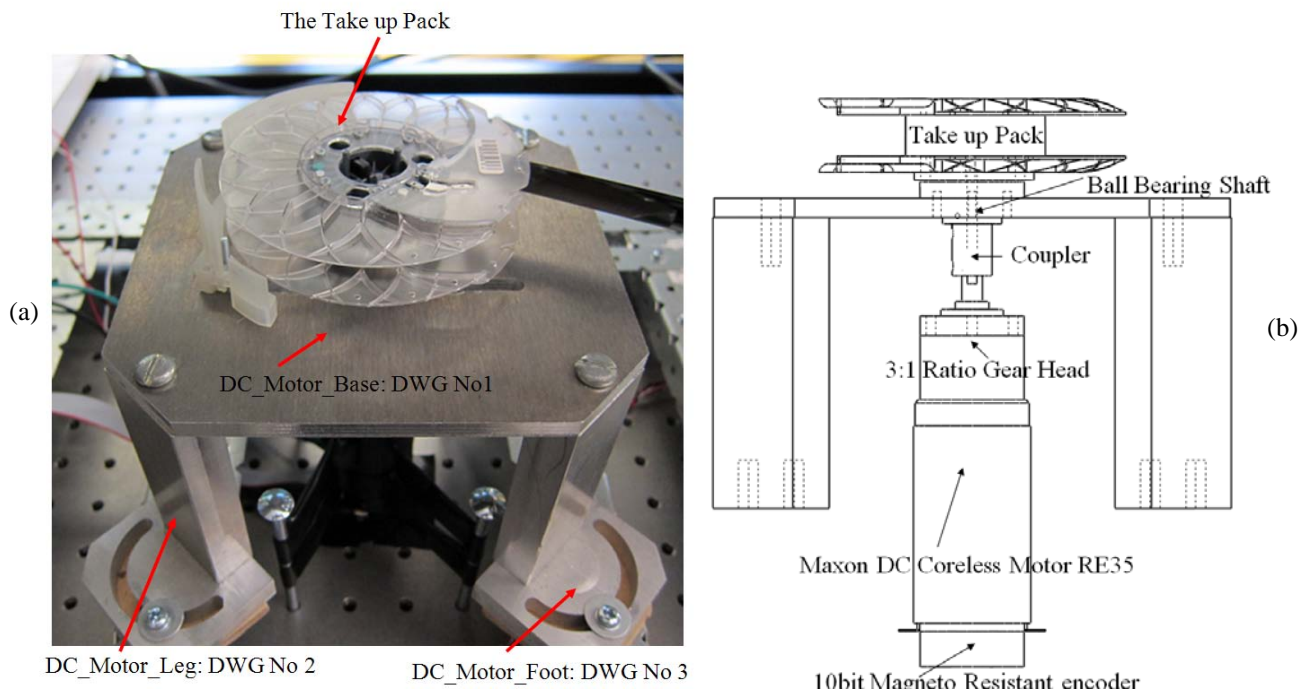 The Take up Pack
(a)
DC_Motor_Base: DWG No1
DC_Motor_Leg: DWG No 2
DC_Motor_Foot: DWG No 3
Take up Pack
Ball Bearing Shaft
Coupler
(b)
3:1 Ratio Gear Head
Maxon DC Coreless Motor RE35
10bit Magneto Resistant encoder